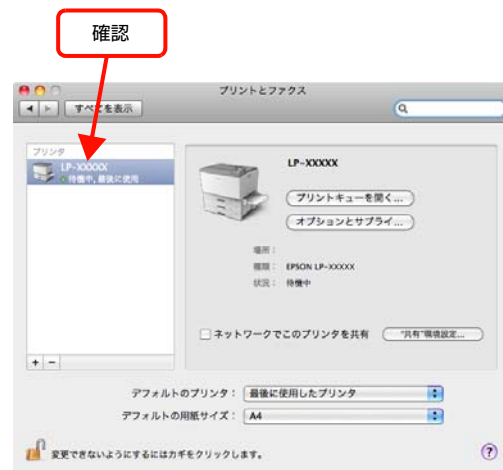 確認
プリントとファクス
すべてを表示
プリンタ
LP-XXXXX
待機中, 最後に使用
LP-XXXXX
プリントキューを開く...
オプションとサプライ...
場所：
種類： EPSON LP-XXXXX
状況： 待機中
ネットワークでこのプリンタを共有 "共有"環境設定...
+ −
デフォルトのプリンタ： 最後に使用したプリンタ
デフォルトの用紙サイズ： A4
変更できないようにするにはカギをクリックします。
?